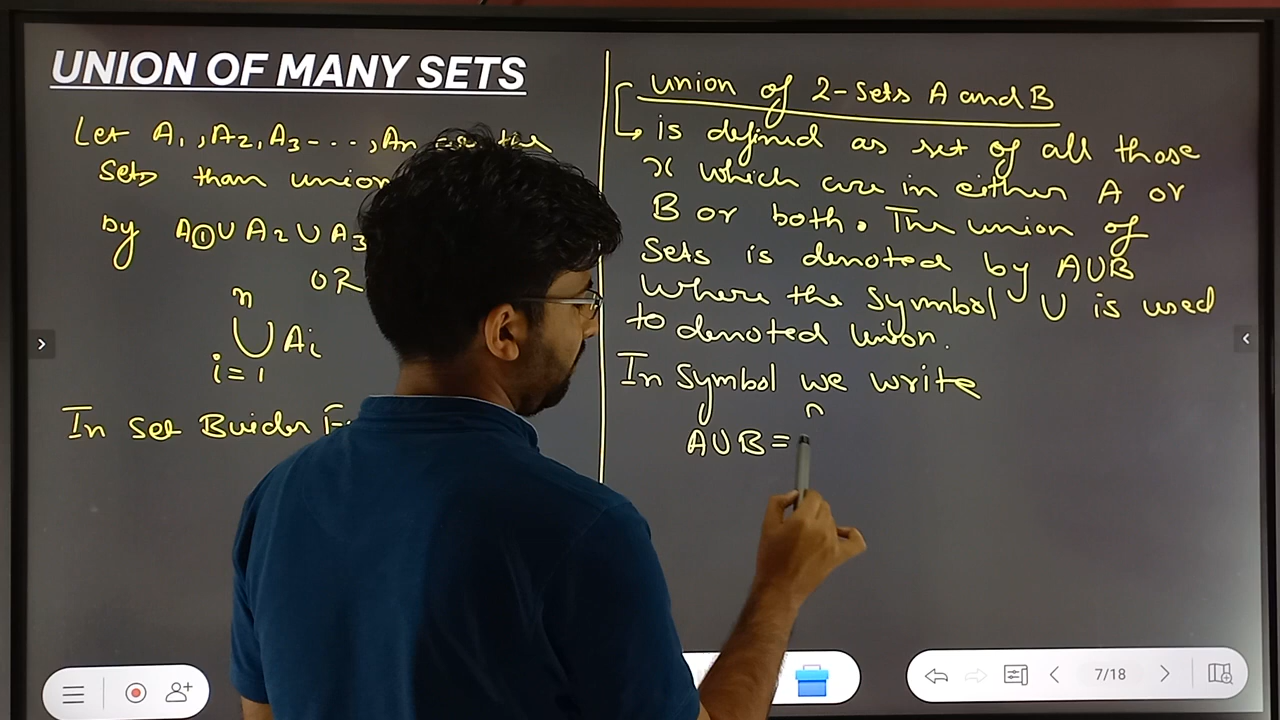 UNION OF MANY SETS
Let A1, A2, A3 - - - -, An
Sets than union
by A①∪ A2 ∪ A3
OR
n
∪ Ai
i = 1
In set Buider
union of 2-sets A and B
is defined as set of all those
x which are in either A or
B or both. The union of
sets is denoted by A∪B
Where the symbol ∪ is used
to denoted union.
In Symbol we write
A∪B =
7/18